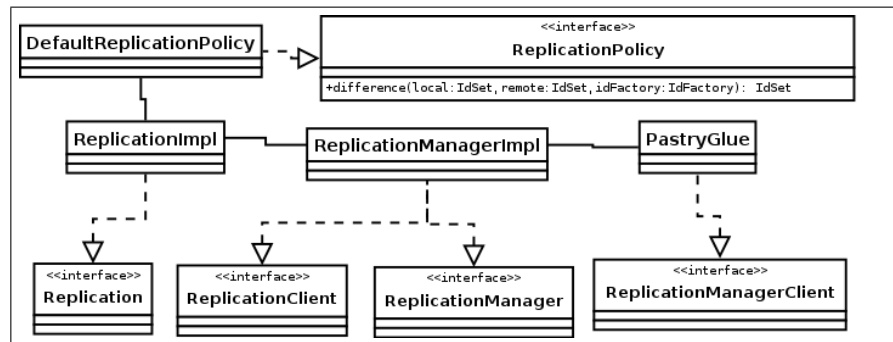 DefaultReplicationPolicy
<<interface>>
ReplicationPolicy
+difference(local:IdSet,remote:IdSet,idFactory:IdFactory): IdSet
ReplicationImpl
ReplicationManagerImpl
PastryGlue
<<interface>>
Replication
<<interface>>
ReplicationClient
<<interface>>
ReplicationManager
<<interface>>
ReplicationManagerClient